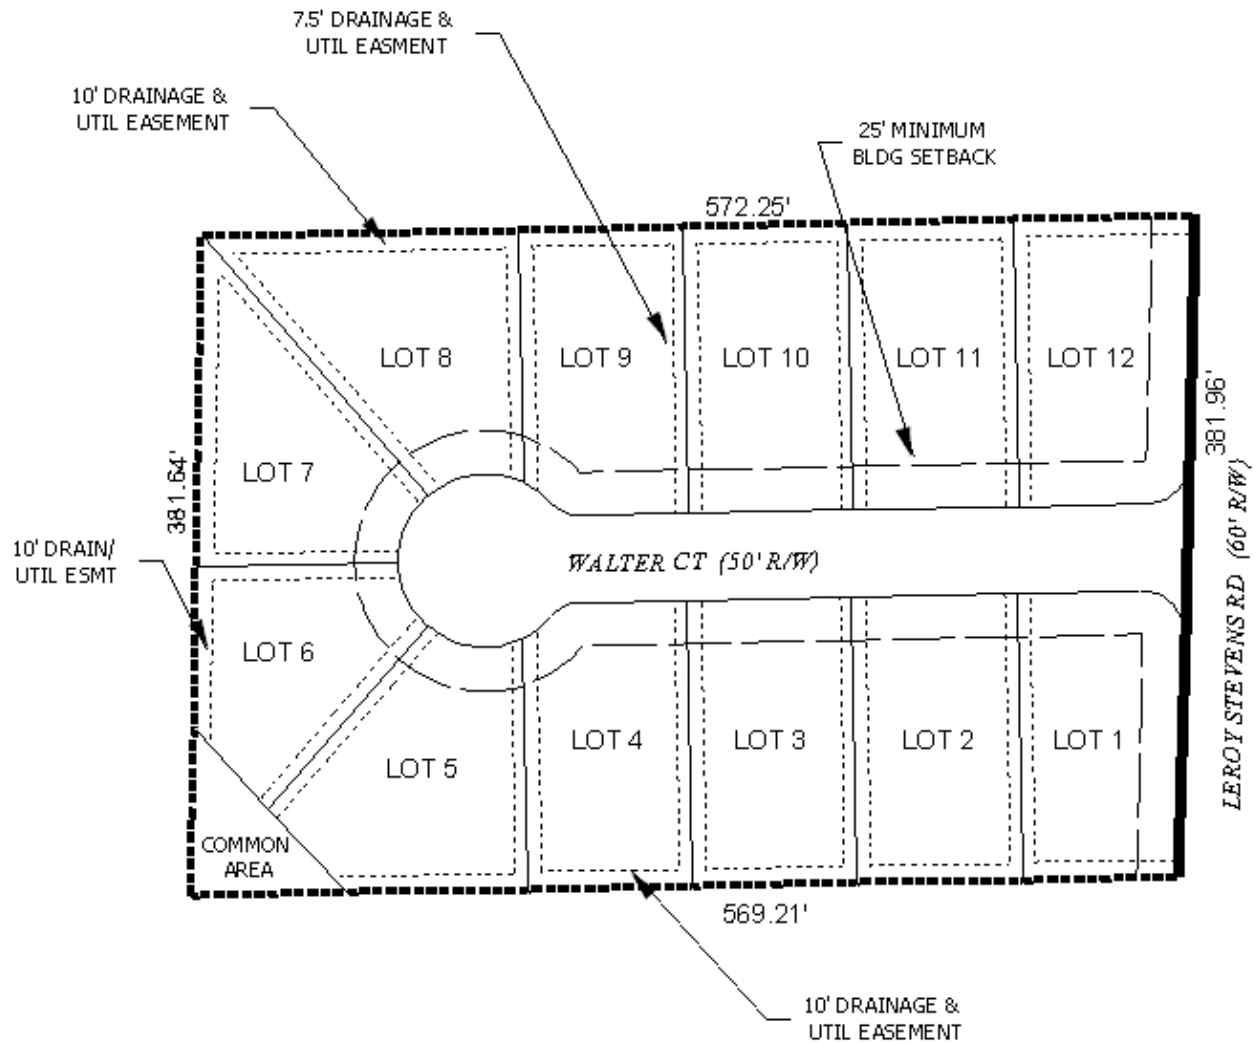 7.5' DRAINAGE &
UTIL EASMENT
10' DRAINAGE &
UTIL EASEMENT
25' MINIMUM
BLDG SETBACK
572.25'
LOT 8
LOT 9
LOT 10
LOT 11
LOT 12
381.96'
LOT 7
381.64'
10' DRAIN/
UTIL ESMT
WALTER CT (50' R/W)
LEROY STEVENS RD (60' R/W)
LOT 6
LOT 5
LOT 4
LOT 3
LOT 2
LOT 1
COMMON
AREA
569.21'
10' DRAINAGE &
UTIL EASEMENT